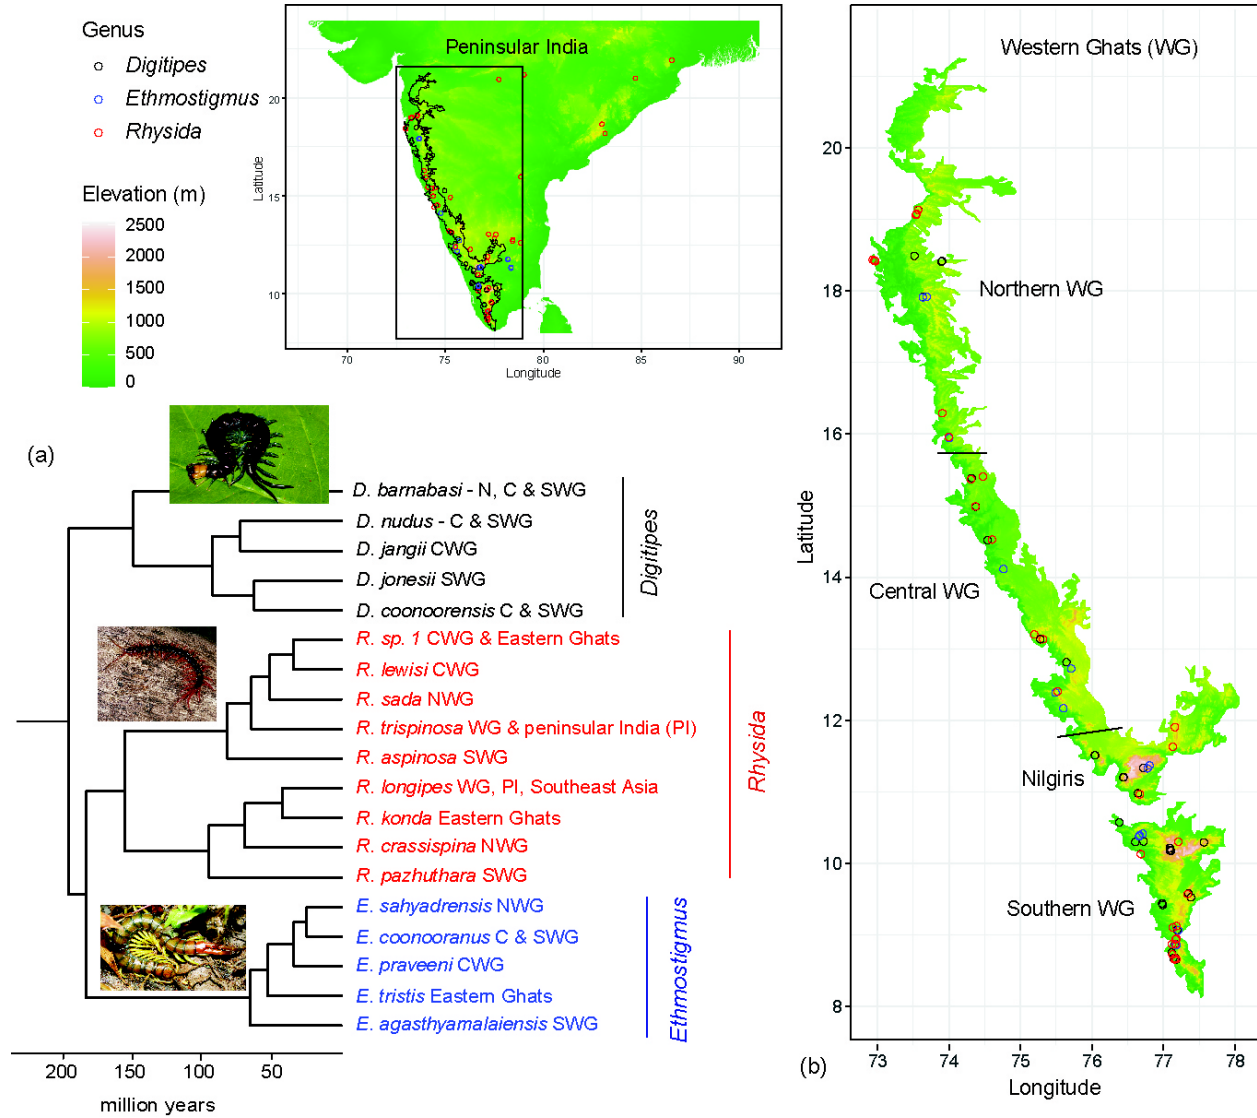 Genus
Digitipes
Ethmostigmus
Rhysida
Elevation (m)
2500
2000
1500
1000
500
0
Peninsular India
Latitude
20
15
10
70
75
80
85
90
Longitude
(a)
D. barnabasi - N, C & SWG
D. nudus - C & SWG
D. jangii CWG
D. jonesii SWG
D. coonoorensis C & SWG
Digitipes
R. sp. 1 CWG & Eastern Ghats
R. lewisi CWG
R. sada NWG
R. trispinosa WG & peninsular India (PI)
R. aspinosa SWG
R. longipes WG, PI, Southeast Asia
R. konda Eastern Ghats
R. crassispina NWG
R. pazhuthara SWG
Rhysida
E. sahyadrensis NWG
E. coonooranus C & SWG
E. praveeni CWG
E. tristis Eastern Ghats
E. agasthyamalaiensis SWG
Ethmostigmus
200
150
100
50
million years
Western Ghats (WG)
Northern WG
Central WG
Nilgiris
Southern WG
Latitude
20
18
16
14
12
10
8
73
74
75
76
77
78
Longitude
(b)